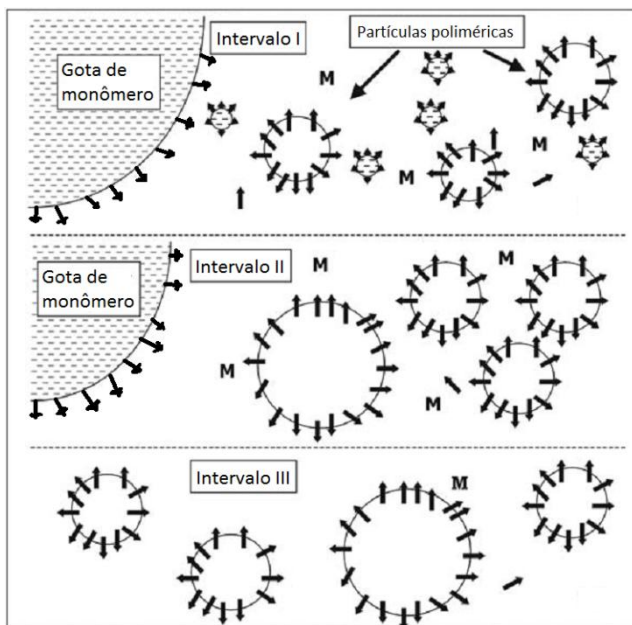 Intervalo I
Partículas poliméricas
Gota de
monômero
M
M
M
Intervalo II
Gota de
monômero
M
M
M
M
Intervalo III
M